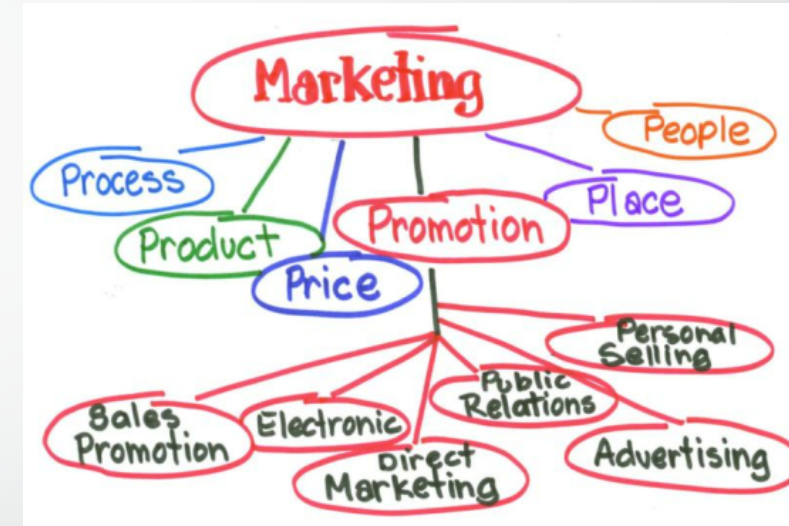 Marketing
People
Process
Place
Product
Promotion
Price
Personal
Selling
Public
Relations
Sales
Promotion
Electronic
Advertising
Direct
Marketing